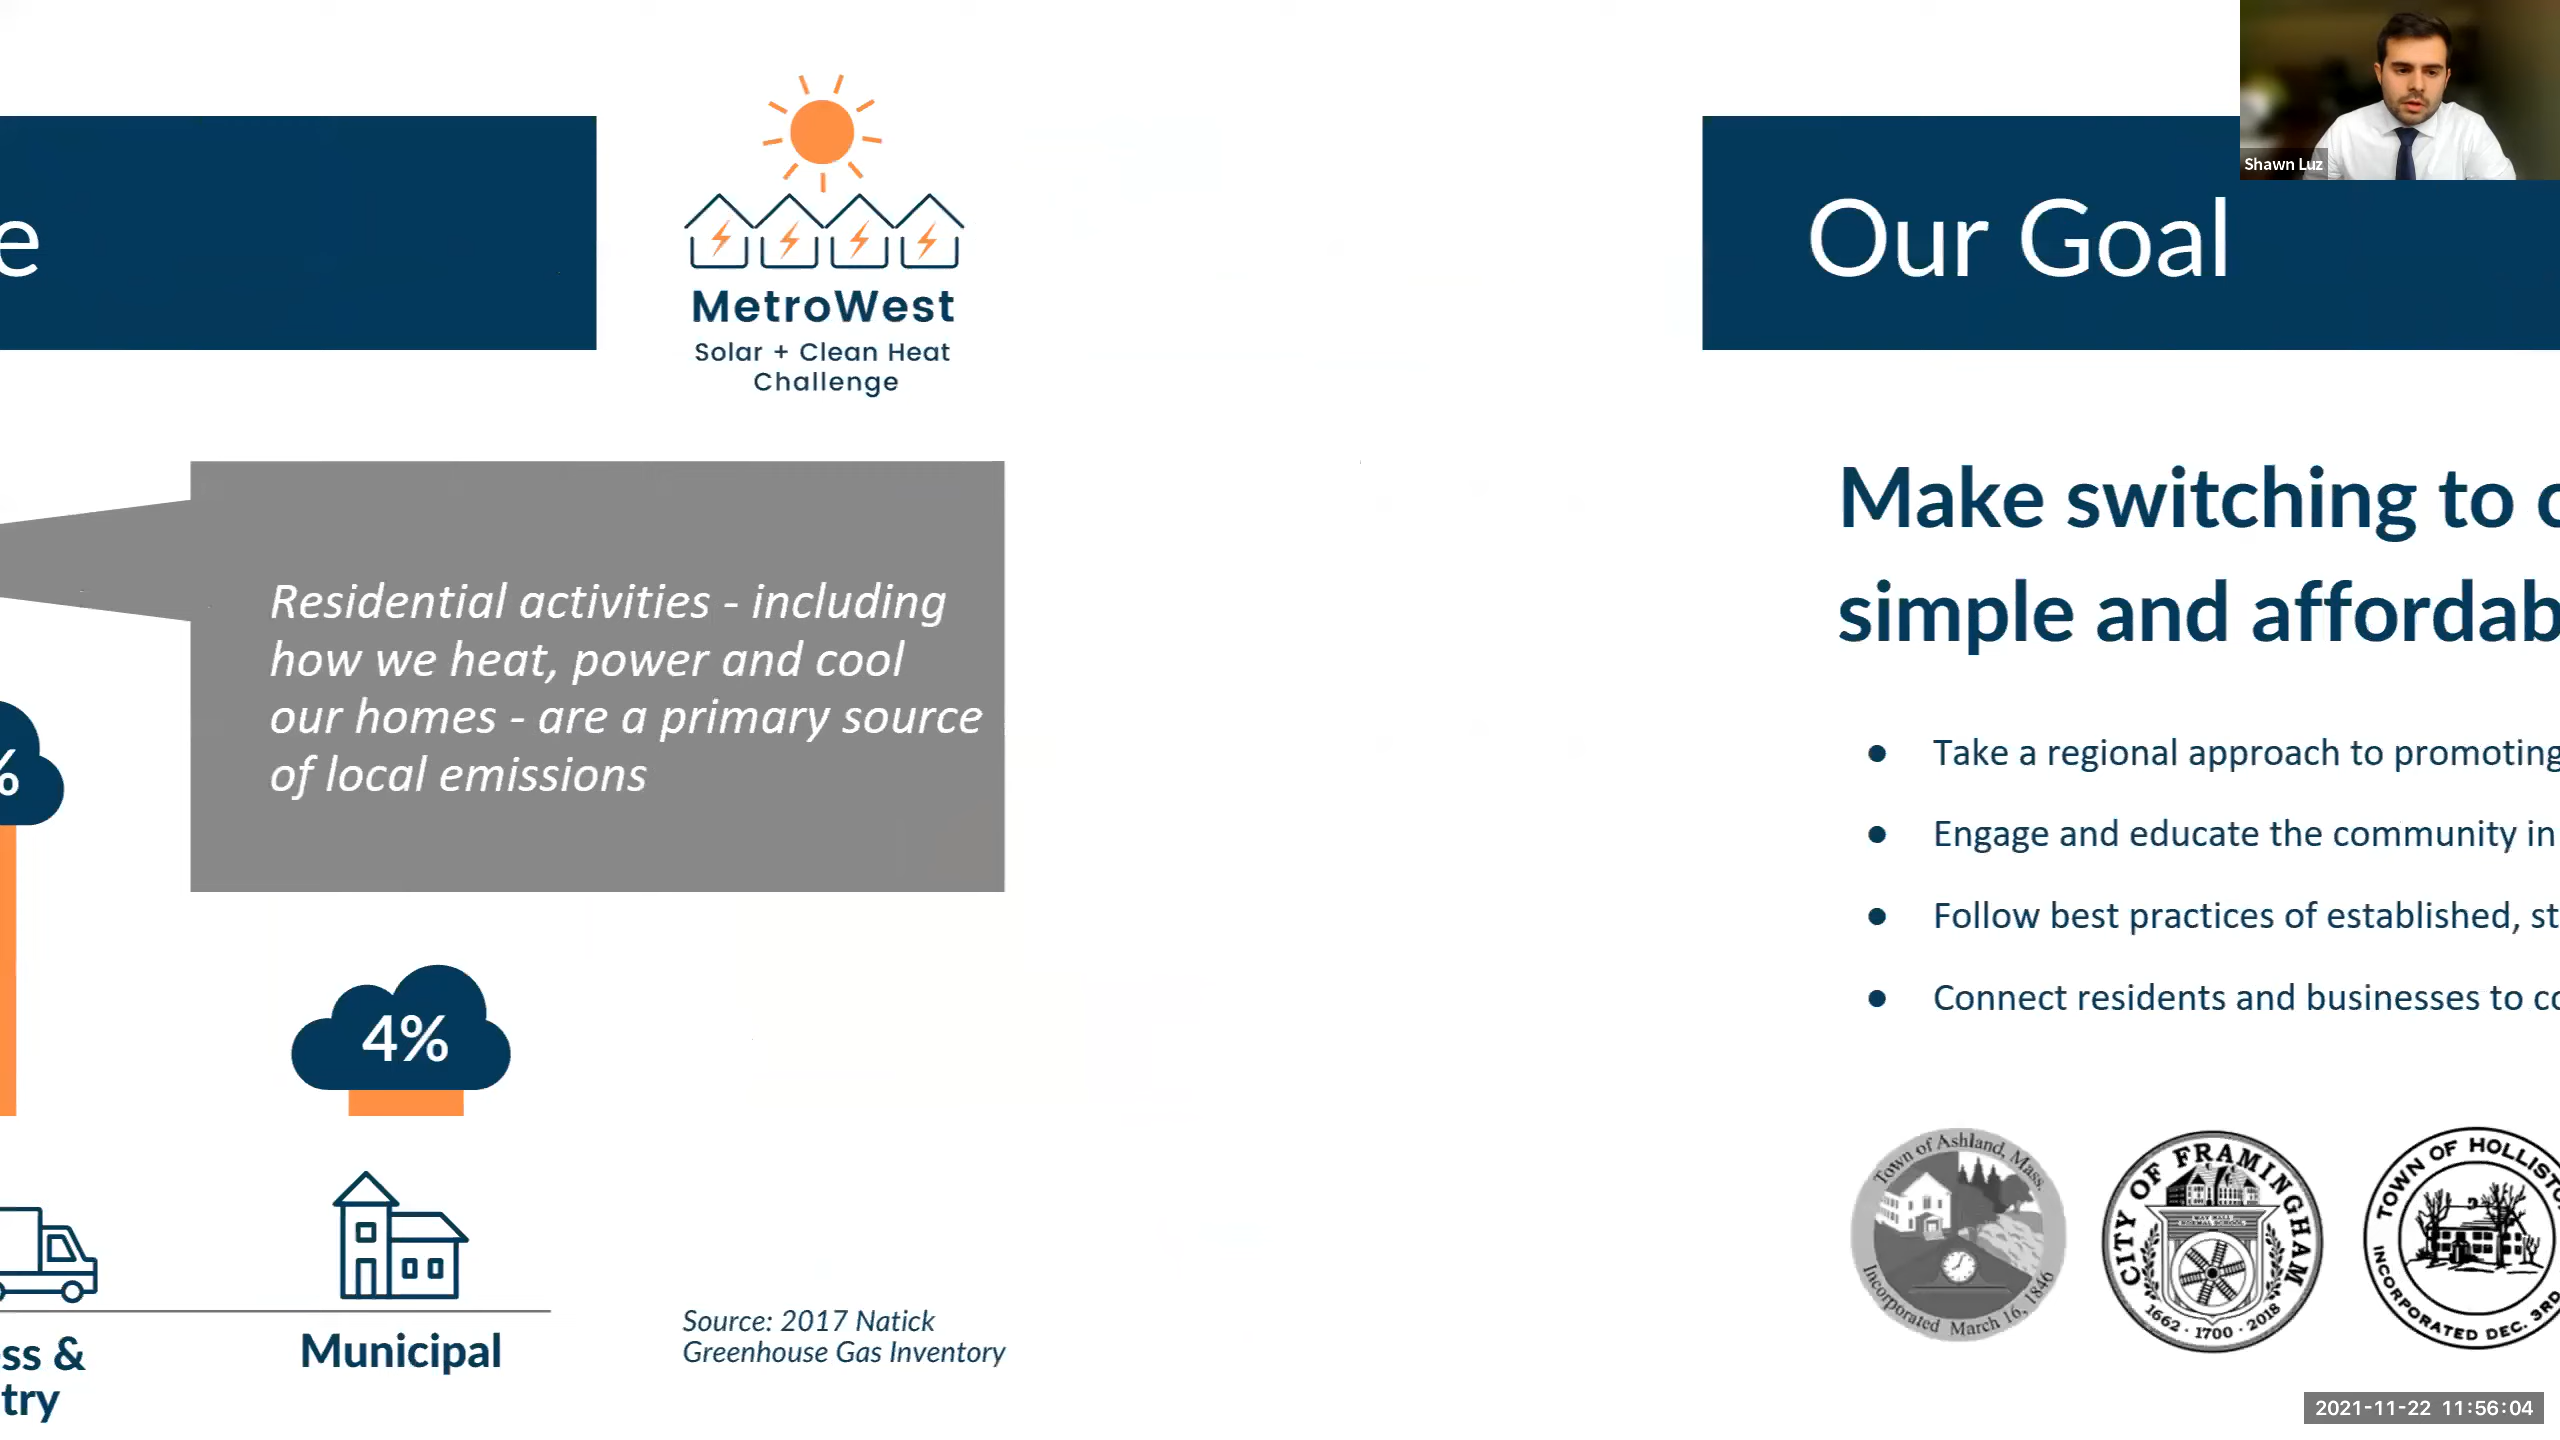 e
MetroWest
Solar + Clean Heat
Challenge
Residential activities - including
how we heat, power and cool
our homes - are a primary source
of local emissions
%
4%
ss &
try
Municipal
Source: 2017 Natick
Greenhouse Gas Inventory
Our Goal
Make switching to c
simple and affordab
● Take a regional approach to promoting
● Engage and educate the community in
● Follow best practices of established, st
● Connect residents and businesses to co
Town of Ashland, Mass.
Incorporated March 16, 1846
CITY OF FRAMINGHAM
1662 · 1700 · 2018
TOWN OF HOLLISTO
INCORPORATED DEC. 3RD
Shawn Luz
2021-11-22 11:56:04